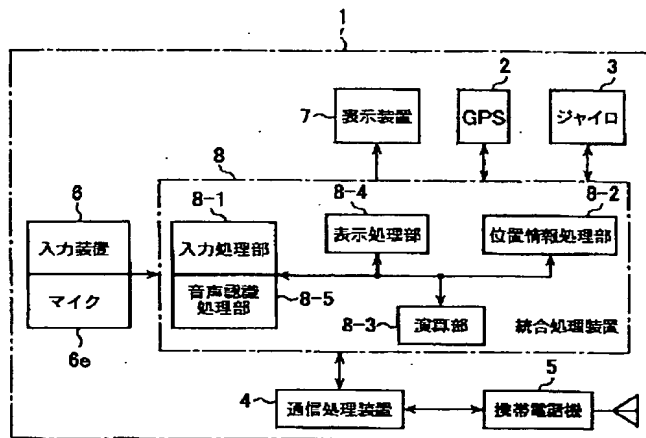 1
2
3
7
表示装置
GPS
ジャイロ
8
6
8-1
8-4
8-2
入力装置
入力処理部
表示処理部
位置情報処理部
マイク
音声認識
処理部
8-5
8-3
演算部
統合処理装置
6e
4
通信処理装置
5
携帯電話機